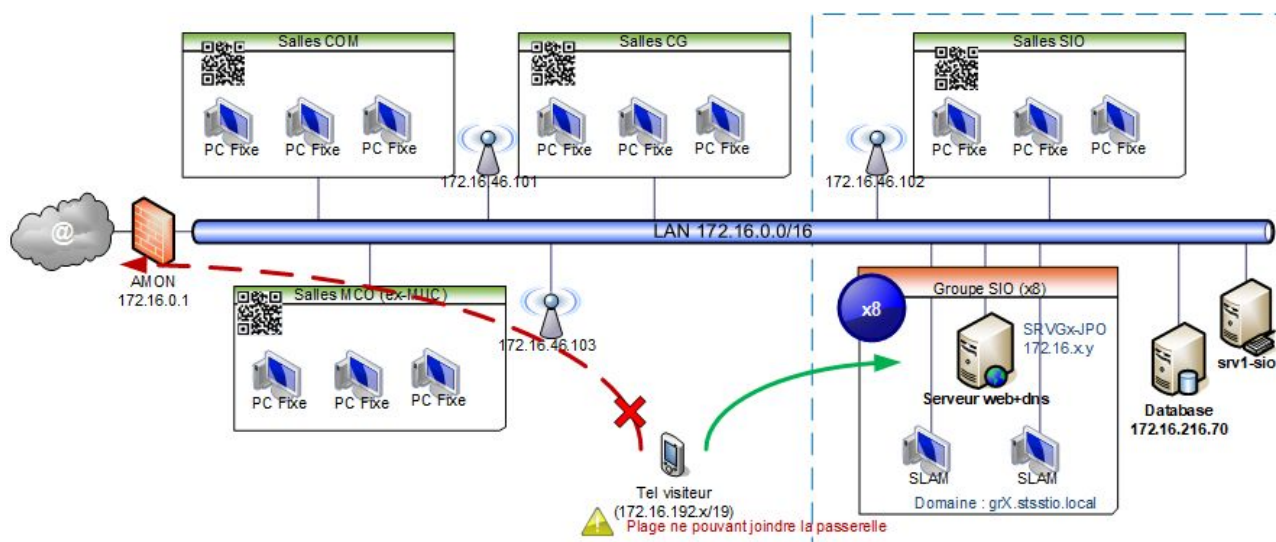 Salles COM
PC Fixe
PC Fixe
PC Fixe
Salles CG
PC Fixe
PC Fixe
PC Fixe
Salles SIO
PC Fixe
PC Fixe
PC Fixe
172.16.46.101
172.16.46.102
@
LAN 172.16.0.0/16
AMON
172.16.0.1
Salles MCO (ex-MUC)
PC Fixe
PC Fixe
PC Fixe
172.16.46.103
Groupe SIO (x8)
x8
SRVGx-JPO
172.16.x.y
Serveur web+dns
SLAM
SLAM
Domaine : grX.stsstio.local
srv1-sio
Database
172.16.216.70
Tel visiteur
(172.16.192.x/19)
Plage ne pouvant joindre la passerelle